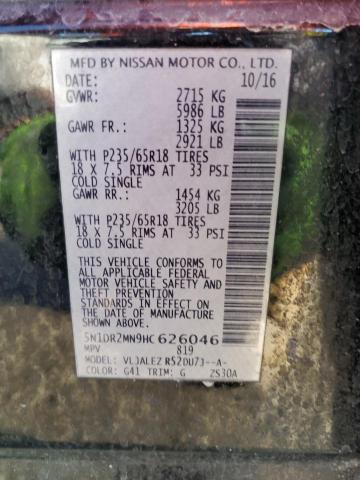 MFD BY NISSAN MOTOR CO., LTD.
DATE: 10/16
GVWR: 2715 KG
5986 LB
GAWR FR.: 1325 KG
2921 LB
WITH P235/65R18 TIRES
18 X 7.5 RIMS AT 33 PSI
COLD SINGLE
GAWR RR.: 1454 KG
3205 LB
WITH P235/65R18 TIRES
18 X 7.5 RIMS AT 33 PSI
COLD SINGLE
THIS VEHICLE CONFORMS TO
ALL APPLICABLE FEDERAL
MOTOR VEHICLE SAFETY AND
THEFT PREVENTION
STANDARDS IN EFFECT ON
THE DATE OF MANUFACTURE
SHOWN ABOVE.
5N1DR2MN9HC626046
MPV 819
MODEL: VLJALEZ R52DU73--A-
COLOR: G41 TRIM: G ZS30A